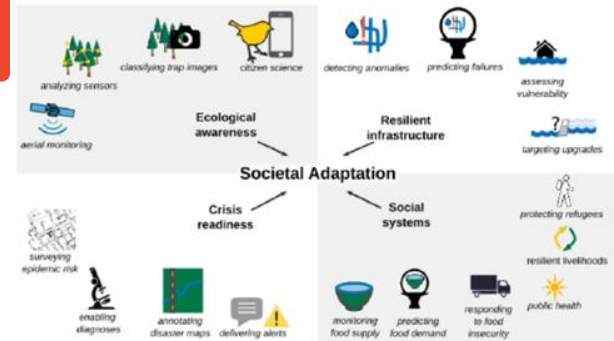 analyzing sensors
classifying trap images
citizen science
aerial monitoring
Ecological
awareness
detecting anomalies
predicting failures
assessing
vulnerability
targeting upgrades
?
Resilient
infrastructure
Societal Adaptation
Crisis
readiness
surveying
epidemic risk
enabling
diagnoses
annotating
disaster maps
delivering alerts
Social
systems
protecting refugees
resilient livelihoods
public health
monitoring
food supply
predicting
food demand
responding
to food
insecurity